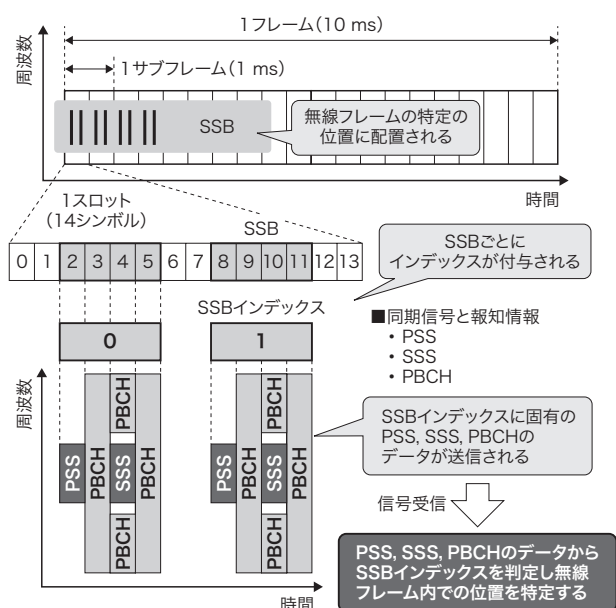 1フレーム(10 ms)
周波数
1サブフレーム(1 ms)
SSB
無線フレームの特定の
位置に配置される
時間
1スロット
(14シンボル)
SSB
0 1 2 3 4 5 6 7 8 9 10 11 12 13
SSBごとに
インデックスが付与される
SSBインデックス
0
1
■同期信号と報知情報
・PSS
・SSS
・PBCH
周波数
PSS
PBCH
PBCH
SSS
PBCH
PBCH
PSS
PBCH
PBCH
SSS
PBCH
PBCH
時間
SSBインデックスに固有の
PSS, SSS, PBCHの
データが送信される
信号受信
PSS, SSS, PBCHのデータから
SSBインデックスを判定し無線
フレーム内での位置を特定する